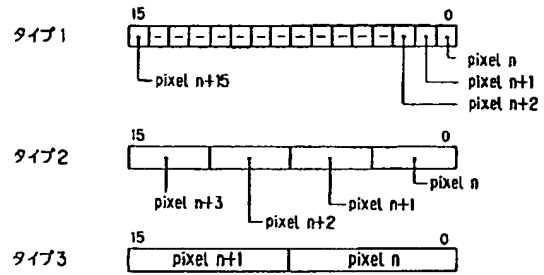 15 0
タイプ1
pixel n
pixel n+15
pixel n+1
pixel n+2
15 0
タイプ2
pixel n
pixel n+3
pixel n+1
pixel n+2
15 0
タイプ3 pixel n+1 pixel n